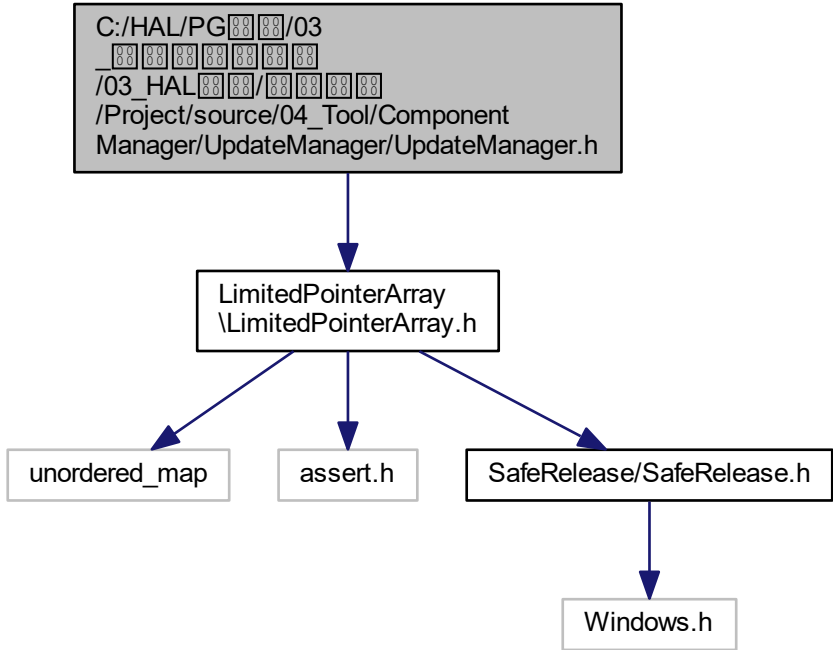 C:/HAL/PG/03
_
/03_HAL/
/Project/source/04_Tool/Component
Manager/UpdateManager/UpdateManager.h
LimitedPointerArray
\LimitedPointerArray.h
unordered_map
assert.h
SafeRelease/SafeRelease.h
Windows.h